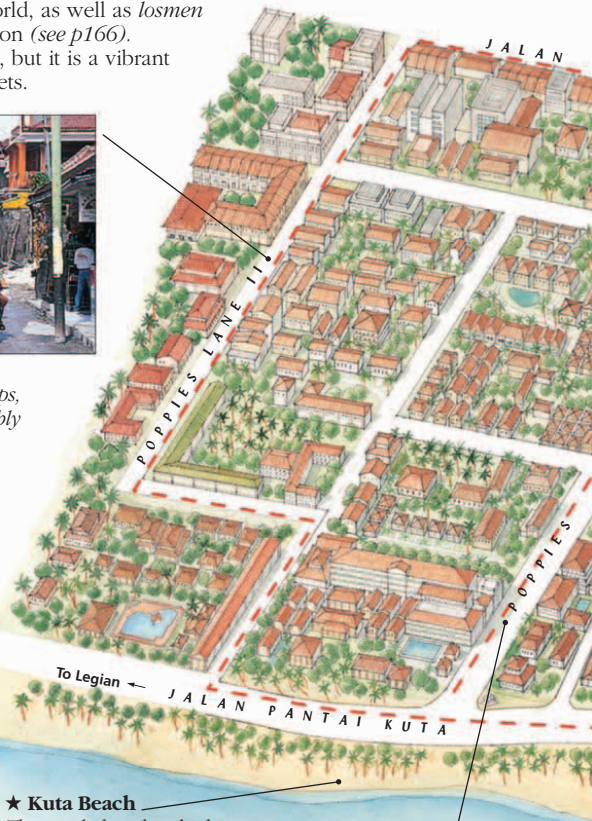 orld, as well as losmen
on (see p166).
, but it is a vibrant
ets.
JALAN
POPPIES LANE II
ps,
bly
POPPIES
To Legian
JALAN PANTAI KUTA
★ Kuta Beach